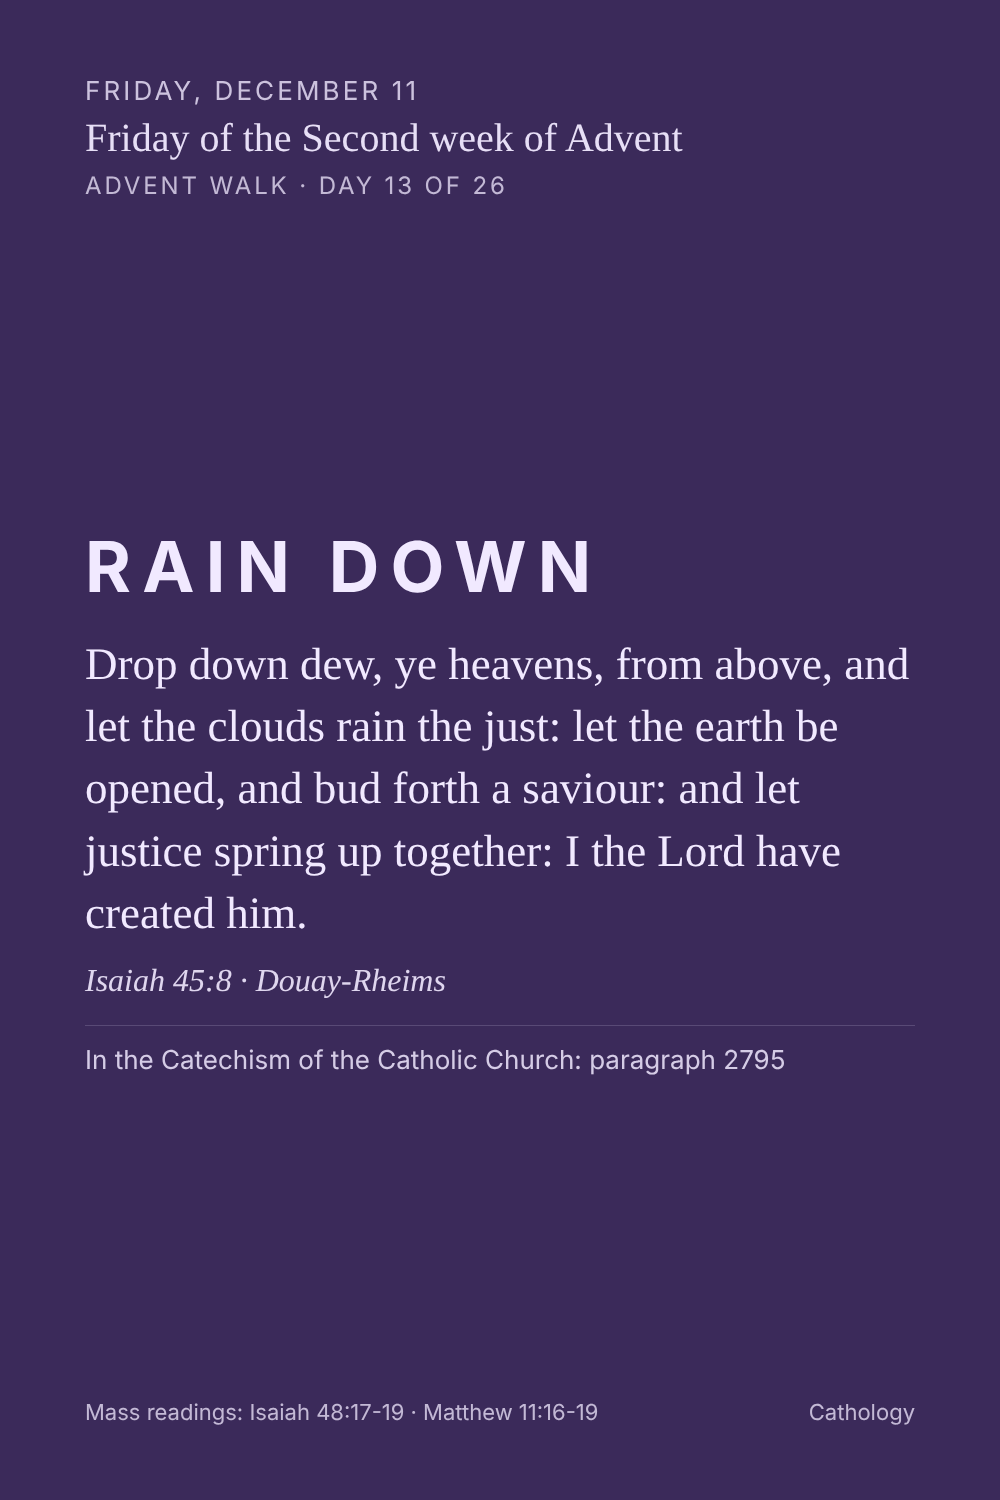 FRIDAY, DECEMBER 11
Friday of the Second week of Advent
ADVENT WALK · DAY 13 OF 26
RAIN DOWN
Drop down dew, ye heavens, from above, and
let the clouds rain the just: let the earth be
opened, and bud forth a saviour: and let
justice spring up together: I the Lord have
created him.
Isaiah 45:8 · Douay-Rheims
In the Catechism of the Catholic Church: paragraph 2795
Mass readings: Isaiah 48:17-19 · Matthew 11:16-19
Cathology